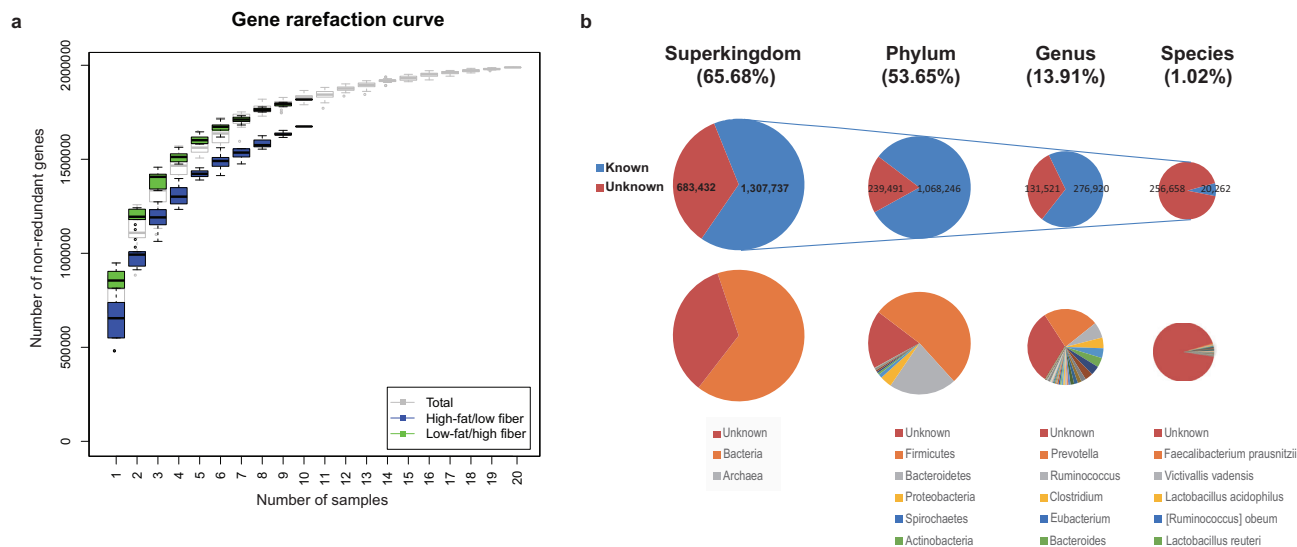 a
Gene rarefaction curve
Number of non-redundant genes
0
500000
1000000
1500000
2000000
Total
High-fat/low fiber
Low-fat/high fiber
1 2 3 4 5 6 7 8 9 10 11 12 13 14 15 16 17 18 19 20
Number of samples
b
Superkingdom
(65.68%)
Phylum
(53.65%)
Genus
(13.91%)
Species
(1.02%)
Known
Unknown
683,432
1,307,737
239,491
1,068,246
131,521
276,920
256,658
20,262
Unknown
Bacteria
Archaea
Unknown
Firmicutes
Bacteroidetes
Proteobacteria
Spirochaetes
Actinobacteria
Unknown
Prevotella
Ruminococcus
Clostridium
Eubacterium
Bacteroides
Unknown
Faecalibacterium prausnitzii
Victivallis vadensis
Lactobacillus acidophilus
[Ruminococcus] obeum
Lactobacillus reuteri